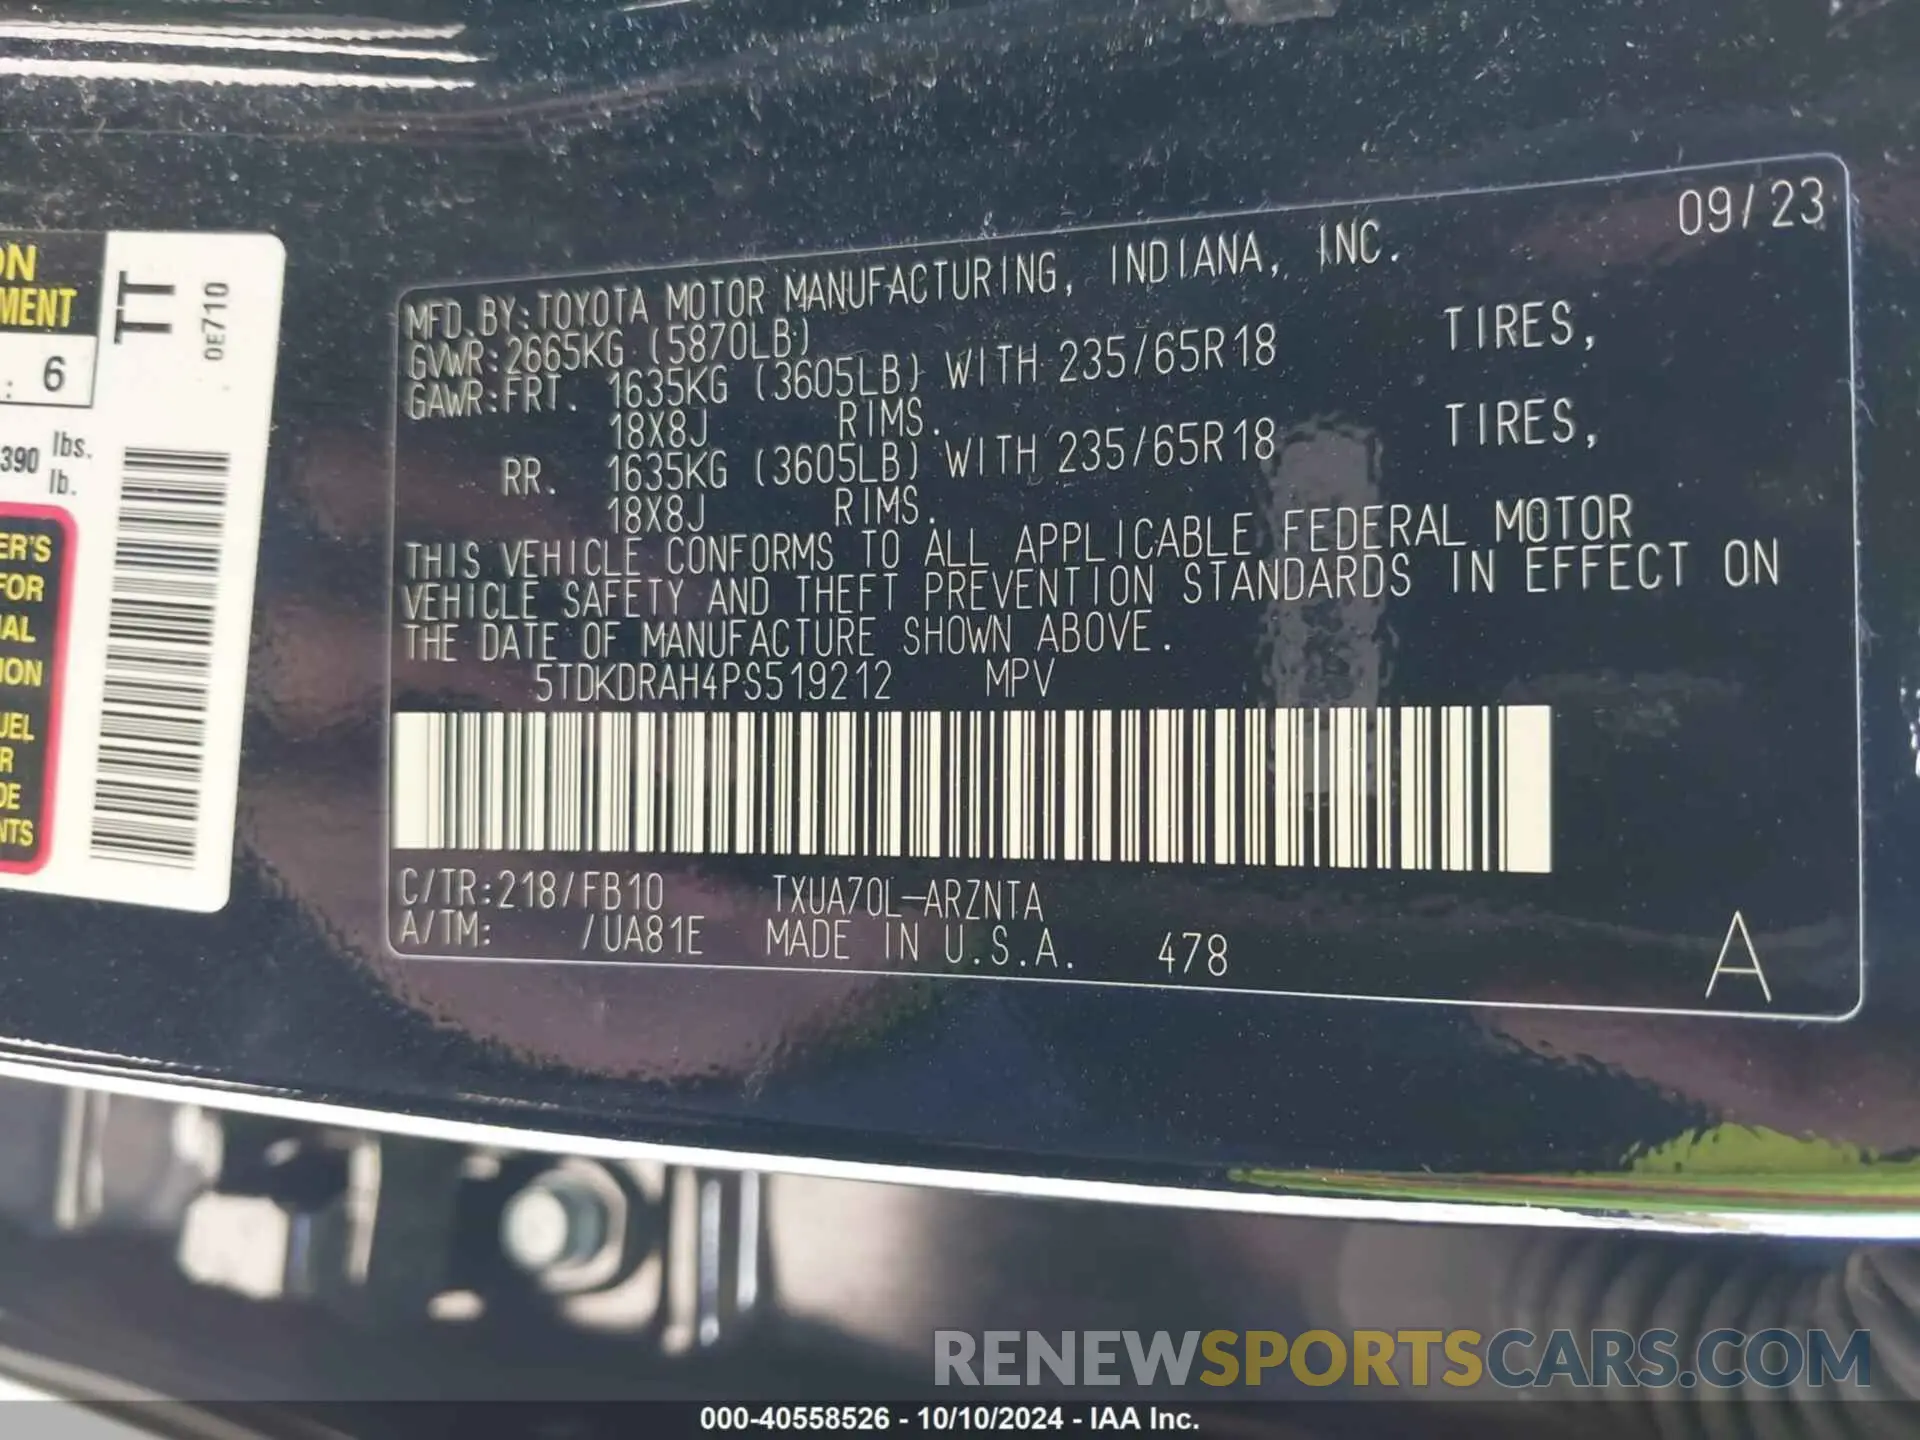 ON
MENT
: 6
390 lbs.
lb.
ER'S
FOR
IAL
ION
UEL
R
DE
NTS
TT
0E710
09/23
MFD.BY:TOYOTA MOTOR MANUFACTURING, INDIANA, INC.
GVWR:2665KG (5870LB)
GAWR:FRT. 1635KG (3605LB) WITH 235/65R18 TIRES,
18X8J RIMS.
RR. 1635KG (3605LB) WITH 235/65R18 TIRES,
18X8J RIMS.
THIS VEHICLE CONFORMS TO ALL APPLICABLE FEDERAL MOTOR
VEHICLE SAFETY AND THEFT PREVENTION STANDARDS IN EFFECT ON
THE DATE OF MANUFACTURE SHOWN ABOVE.
5TDKDRAH4PS519212 MPV
C/TR:218/FB10 TXUA70L-ARZNTA
A/TM: /UA81E MADE IN U.S.A. 478
A
RENEWSPORTSCARS.COM
000-40558526 - 10/10/2024 - IAA Inc.